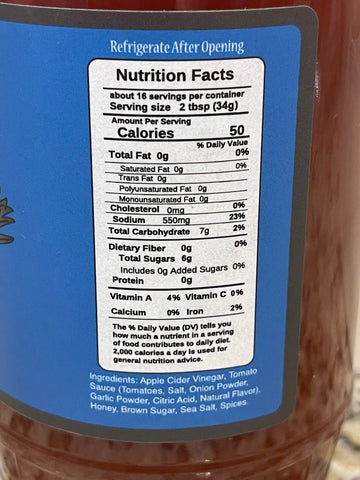 Refrigerate After Opening
Nutrition Facts
about 16 servings per container
Serving size 2 tbsp (34g)
Amount Per Serving
Calories 50
% Daily Value
Total Fat 0g 0%
Saturated Fat 0g 0%
Trans Fat 0g
Polyunsaturated Fat 0g
Monounsaturated Fat 0g
Cholesterol 0mg 0%
Sodium 550mg 23%
Total Carbohydrate 7g 2%
Dietary Fiber 0g 0%
Total Sugars 6g
Includes 0g Added Sugars 0%
Protein 0g
Vitamin A 4% Vitamin C 0%
Calcium 0% Iron 2%
The % Daily Value (DV) tells you
how much a nutrient in a serving
of food contributes to daily diet.
2,000 calories a day is used for
general nutrition advice.
Ingredients: Apple Cider Vinegar, Tomato
Sauce (Tomatoes, Salt, Onion Powder,
Garlic Powder, Citric Acid, Natural Flavor),
Honey, Brown Sugar, Sea Salt, Spices.